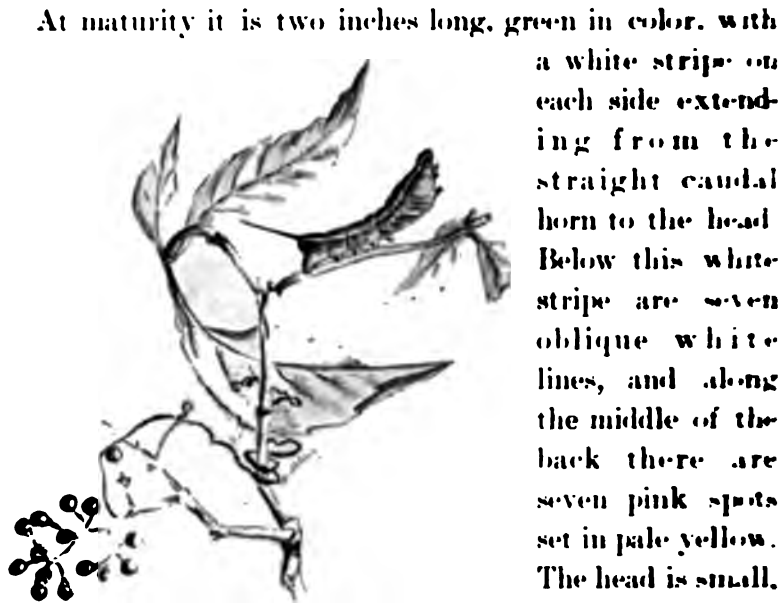 At maturity it is two inches long, green in color, with
a white stripe on
each side extend-
ing from the
straight caudal
horn to the head
Below this white
stripe are seven
oblique white
lines, and along
the middle of the
back there are
seven pink spots
set in pale yellow.
The head is small,